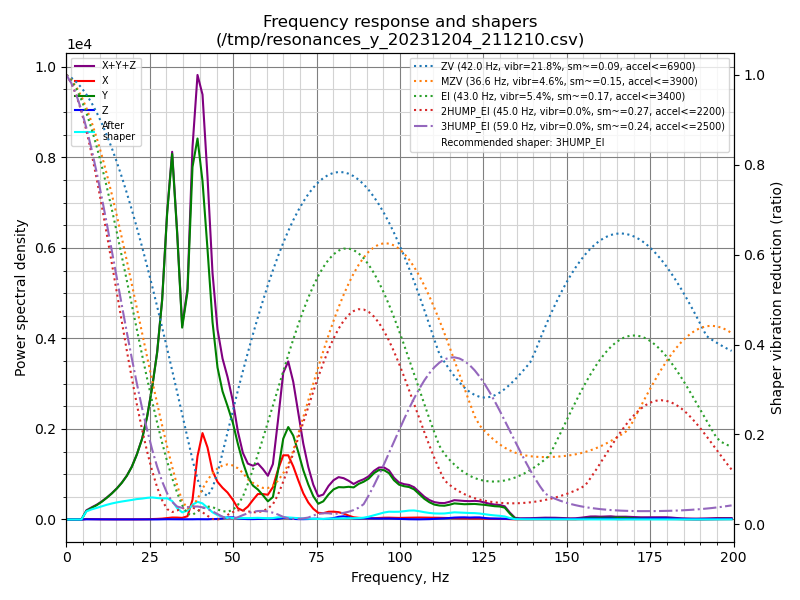 Frequency response and shapers
(/tmp/resonances_y_20231204_211210.csv)
1e4
X+Y+Z
X
Y
Z
After
shaper
ZV (42.0 Hz, vibr=21.8%, sm~=0.09, accel<=6900)
MZV (36.6 Hz, vibr=4.6%, sm~=0.15, accel<=3900)
EI (43.0 Hz, vibr=5.4%, sm~=0.17, accel<=3400)
2HUMP_EI (45.0 Hz, vibr=0.0%, sm~=0.27, accel<=2200)
3HUMP_EI (59.0 Hz, vibr=0.0%, sm~=0.24, accel<=2500)
Recommended shaper: 3HUMP_EI
Power spectral density
1.0
0.8
0.6
0.4
0.2
0.0
Shaper vibration reduction (ratio)
1.0
0.8
0.6
0.4
0.2
0.0
0 25 50 75 100 125 150 175 200
Frequency, Hz